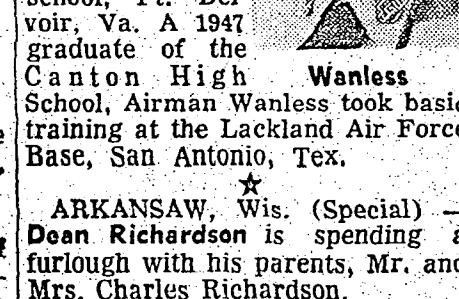 school, Ft. Bel-
voir, Va. A 1947
graduate of the
Canton High Wanless
School, Airman Wanless took basic
training at the Lackland Air Force
Base, San Antonio, Tex.
☆
ARKANSAW, Wis. (Special) —
Dean Richardson is spending a
furlough with his parents, Mr. and
Mrs. Charles Richardson.